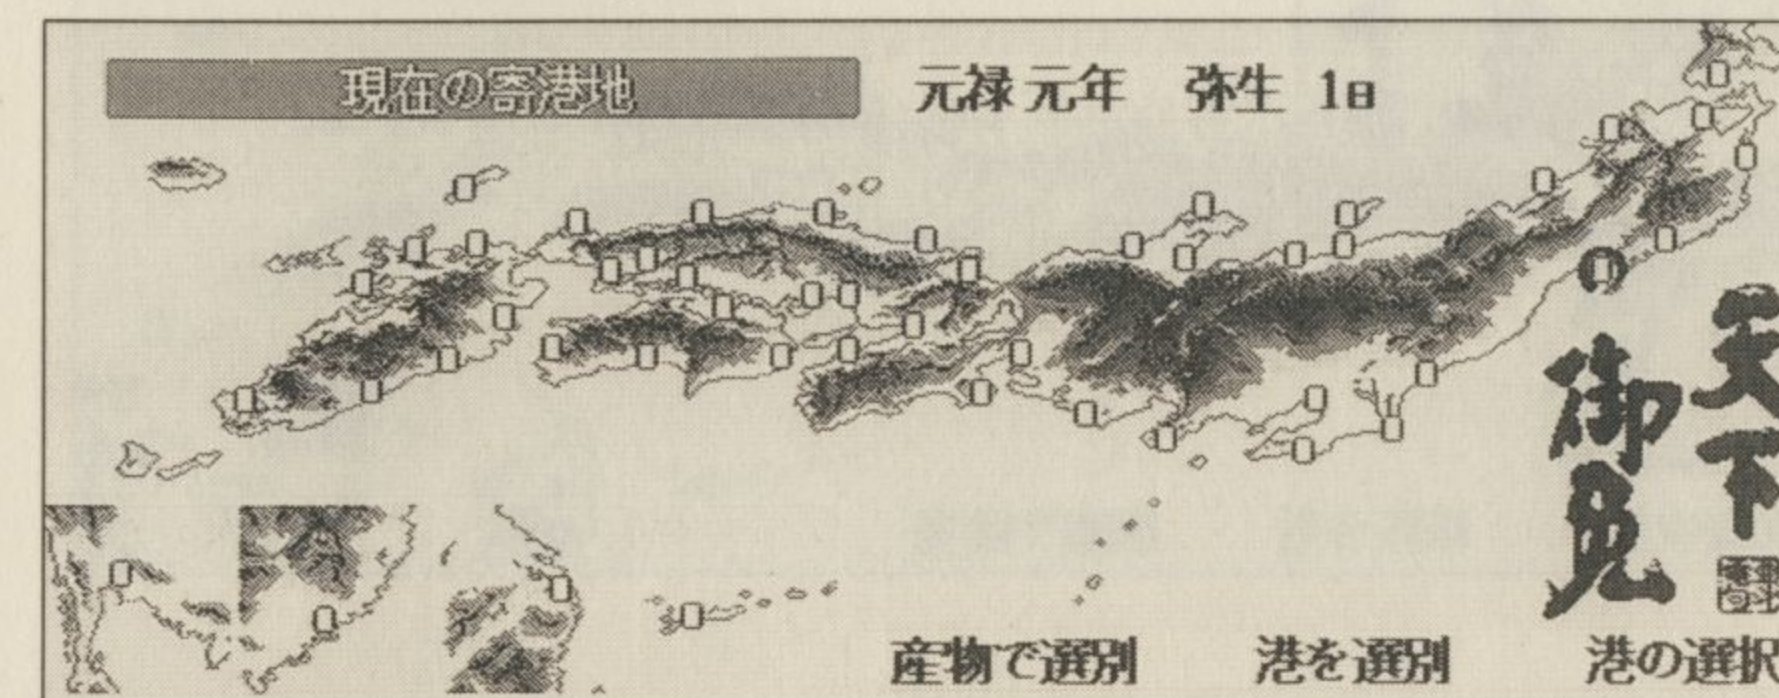 現在の寄港地
元禄元年 弥生 1日
天下
御免
産物で選別 港を選別 港の選択